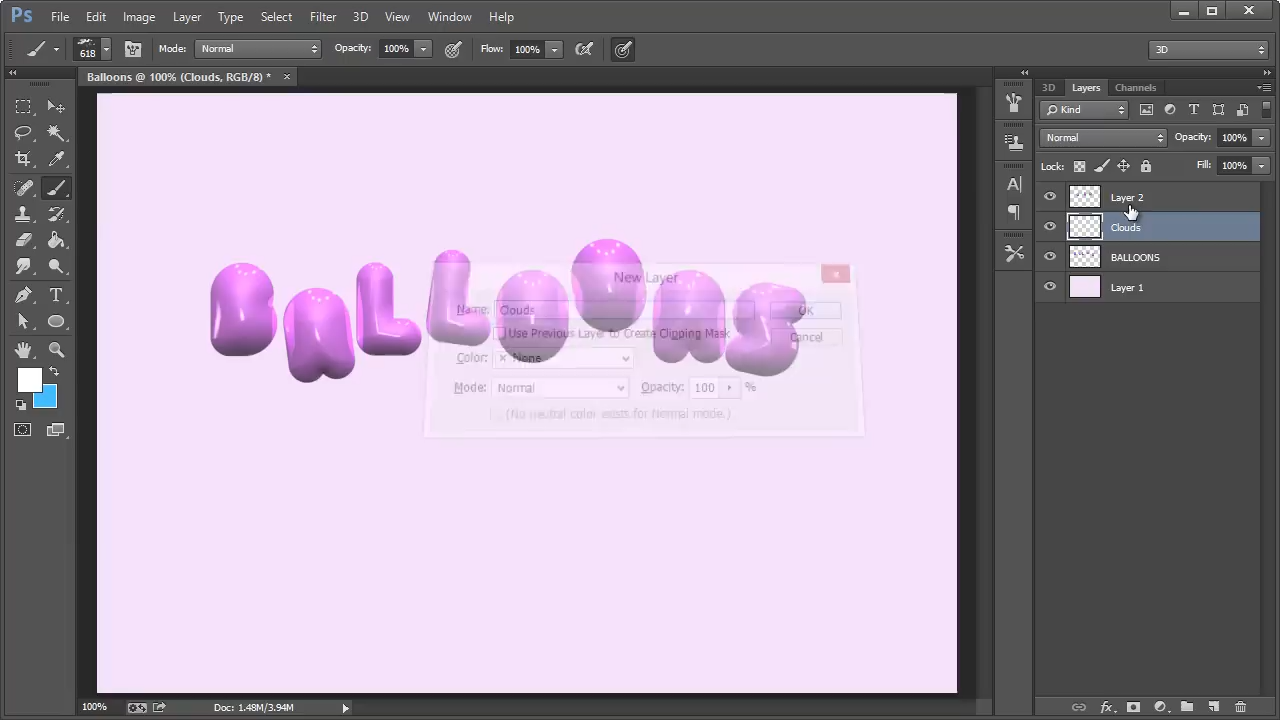 Ps File Edit Image Layer Type Select Filter 3D View Window Help
618 Mode: Normal Opacity: 100% Flow: 100% 3D
Balloons @ 100% (Clouds, RGB/8) * ×
3D Layers Channels
Kind
Normal Opacity: 100%
Lock: Fill: 100%
Layer 2
Clouds
BALLOONS
Layer 1
BALLOONS
New Layer
Name: Clouds OK
Use Previous Layer to Create Clipping Mask Cancel
Color: × None
Mode: Normal Opacity: 100 %
(No neutral color exists for Normal mode.)
100% Doc: 1.48M/3.94M